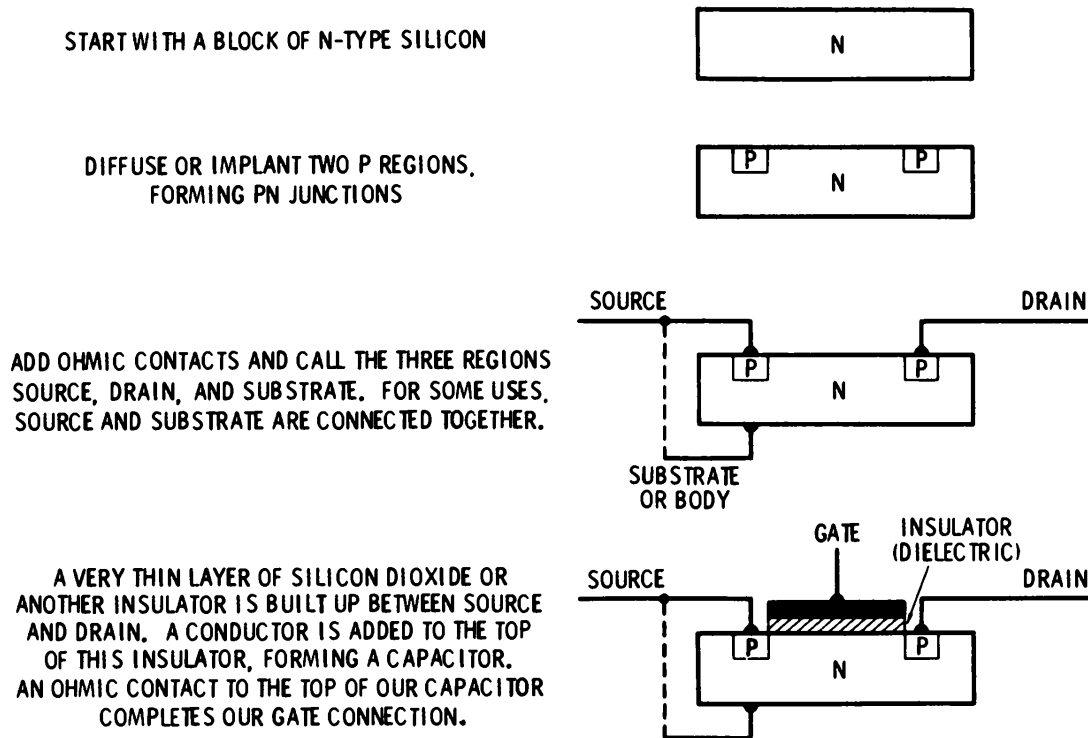 START WITH A BLOCK OF N-TYPE SILICON
N
DIFFUSE OR IMPLANT TWO P REGIONS,
FORMING PN JUNCTIONS
P
P
N
ADD OHMIC CONTACTS AND CALL THE THREE REGIONS
SOURCE, DRAIN, AND SUBSTRATE. FOR SOME USES,
SOURCE AND SUBSTRATE ARE CONNECTED TOGETHER.
SOURCE
DRAIN
P
P
N
SUBSTRATE
OR BODY
A VERY THIN LAYER OF SILICON DIOXIDE OR
ANOTHER INSULATOR IS BUILT UP BETWEEN SOURCE
AND DRAIN. A CONDUCTOR IS ADDED TO THE TOP
OF THIS INSULATOR, FORMING A CAPACITOR.
AN OHMIC CONTACT TO THE TOP OF OUR CAPACITOR
COMPLETES OUR GATE CONNECTION.
GATE
INSULATOR
(DIELECTRIC)
SOURCE
DRAIN
P
P
N